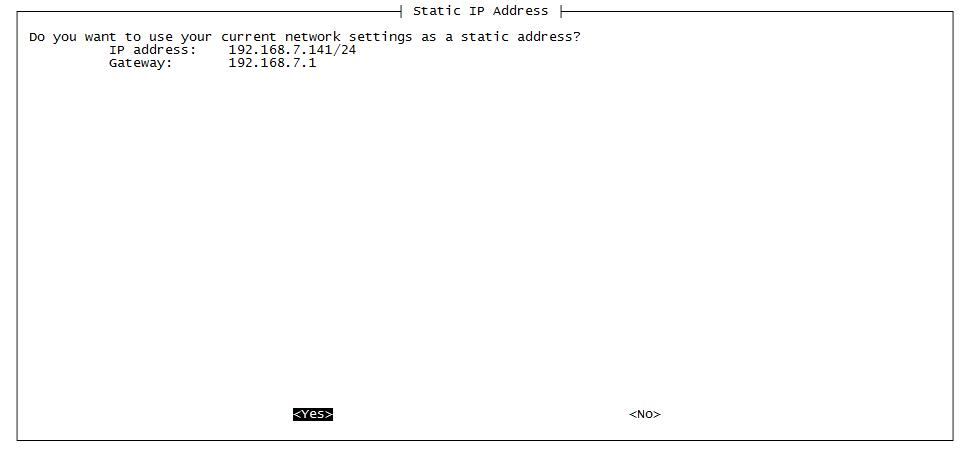 Static IP Address
Do you want to use your current network settings as a static address?
IP address: 192.168.7.141/24
Gateway: 192.168.7.1
<Yes> <No>